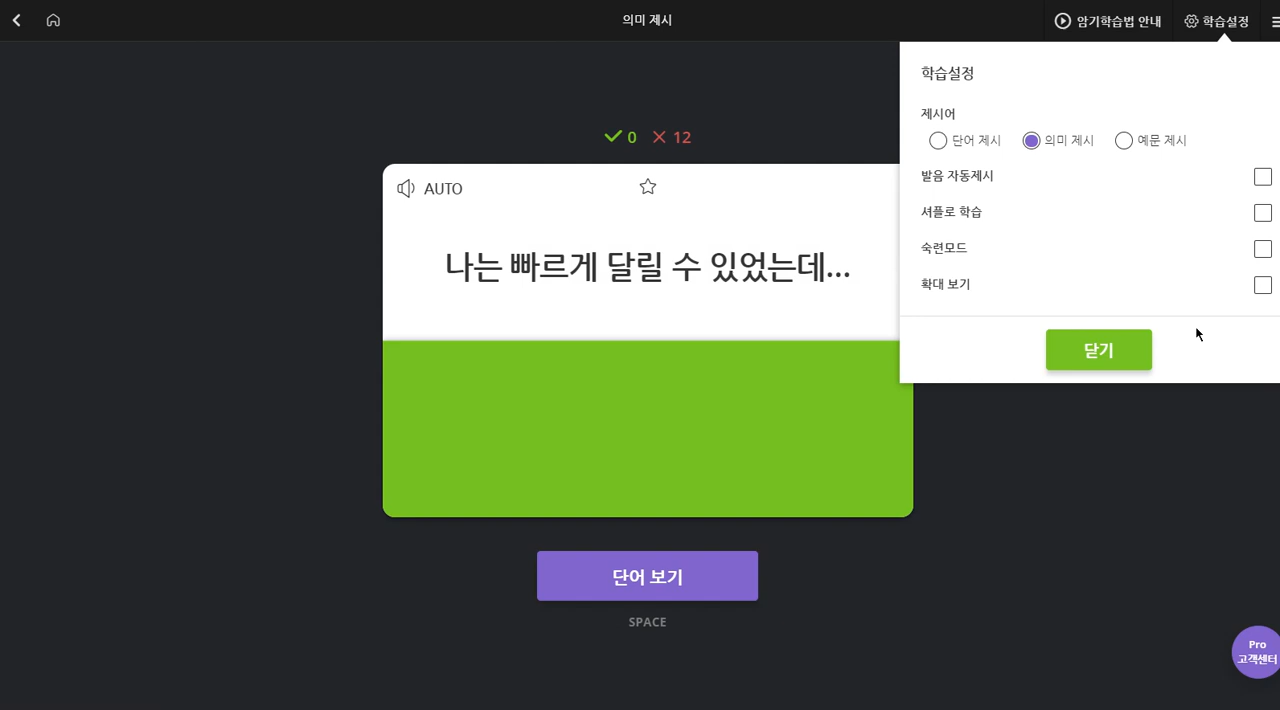 의미 제시
암기학습법 안내
학습설정
학습설정
제시어
단어 제시
의미 제시
예문 제시
발음 자동제시
셔플로 학습
숙련모드
확대 보기
닫기
0
12
AUTO
나는 빠르게 달릴 수 있었는데...
단어 보기
SPACE
Pro
고객센터